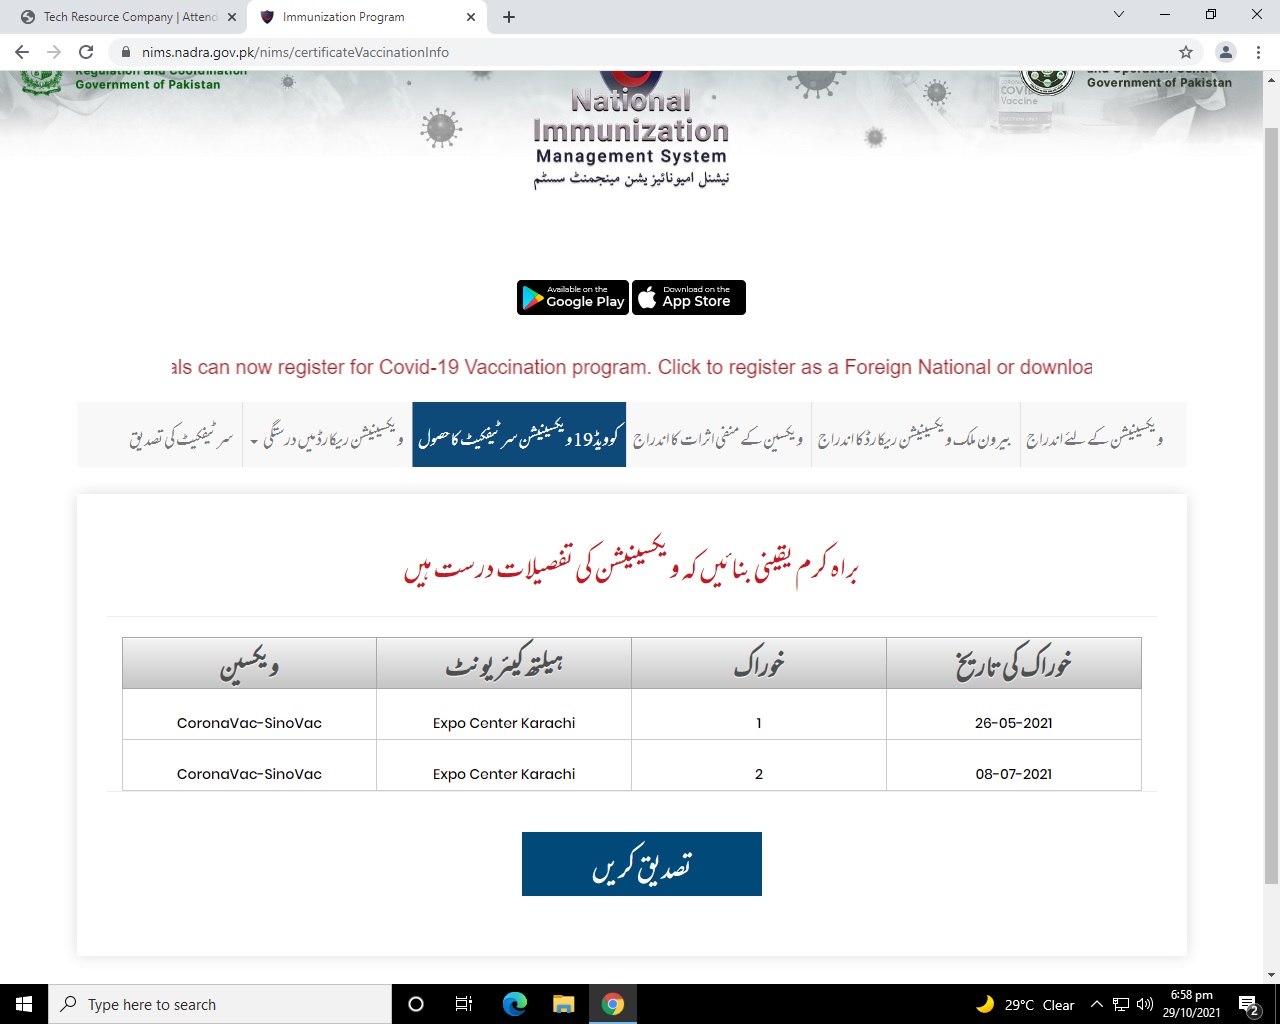 Tech Resource Company | Attend
Immunization Program
nims.nadra.gov.pk/nims/certificateVaccinationInfo
Regulation and Coordination
Government of Pakistan
National
Immunization
Management System
نیشنل امیونائیزیشن مینجمنٹ سسٹم
COVID
Vaccine
and Operation Centre
Government of Pakistan
Available on the
Google Play
Download on the
App Store
als can now register for Covid-19 Vaccination program. Click to register as a Foreign National or downloa
ویکسینیشن کے لئے اندراج
بیرون ملک ویکسینیشن ریکارڈ کا اندراج
ویکسین کے منفی اثرات کا اندراج
کوویڈ19 ویکسینیشن سرٹیفکیٹ کا حصول
ویکسینیشن ریکارڈ میں درستگی
سرٹیفکیٹ کی تصدیق
براہ کرم یقینی بنائیں کہ ویکسینیشن کی تفصیلات درست ہیں
خوراک کی تاریخ خوراک ہیلتھ کیئر یونٹ ویکسین
CoronaVac-SinoVac Expo Center Karachi 1 26-05-2021
CoronaVac-SinoVac Expo Center Karachi 2 08-07-2021
تصدیق کریں
Type here to search
29°C Clear
6:58 pm
29/10/2021
2